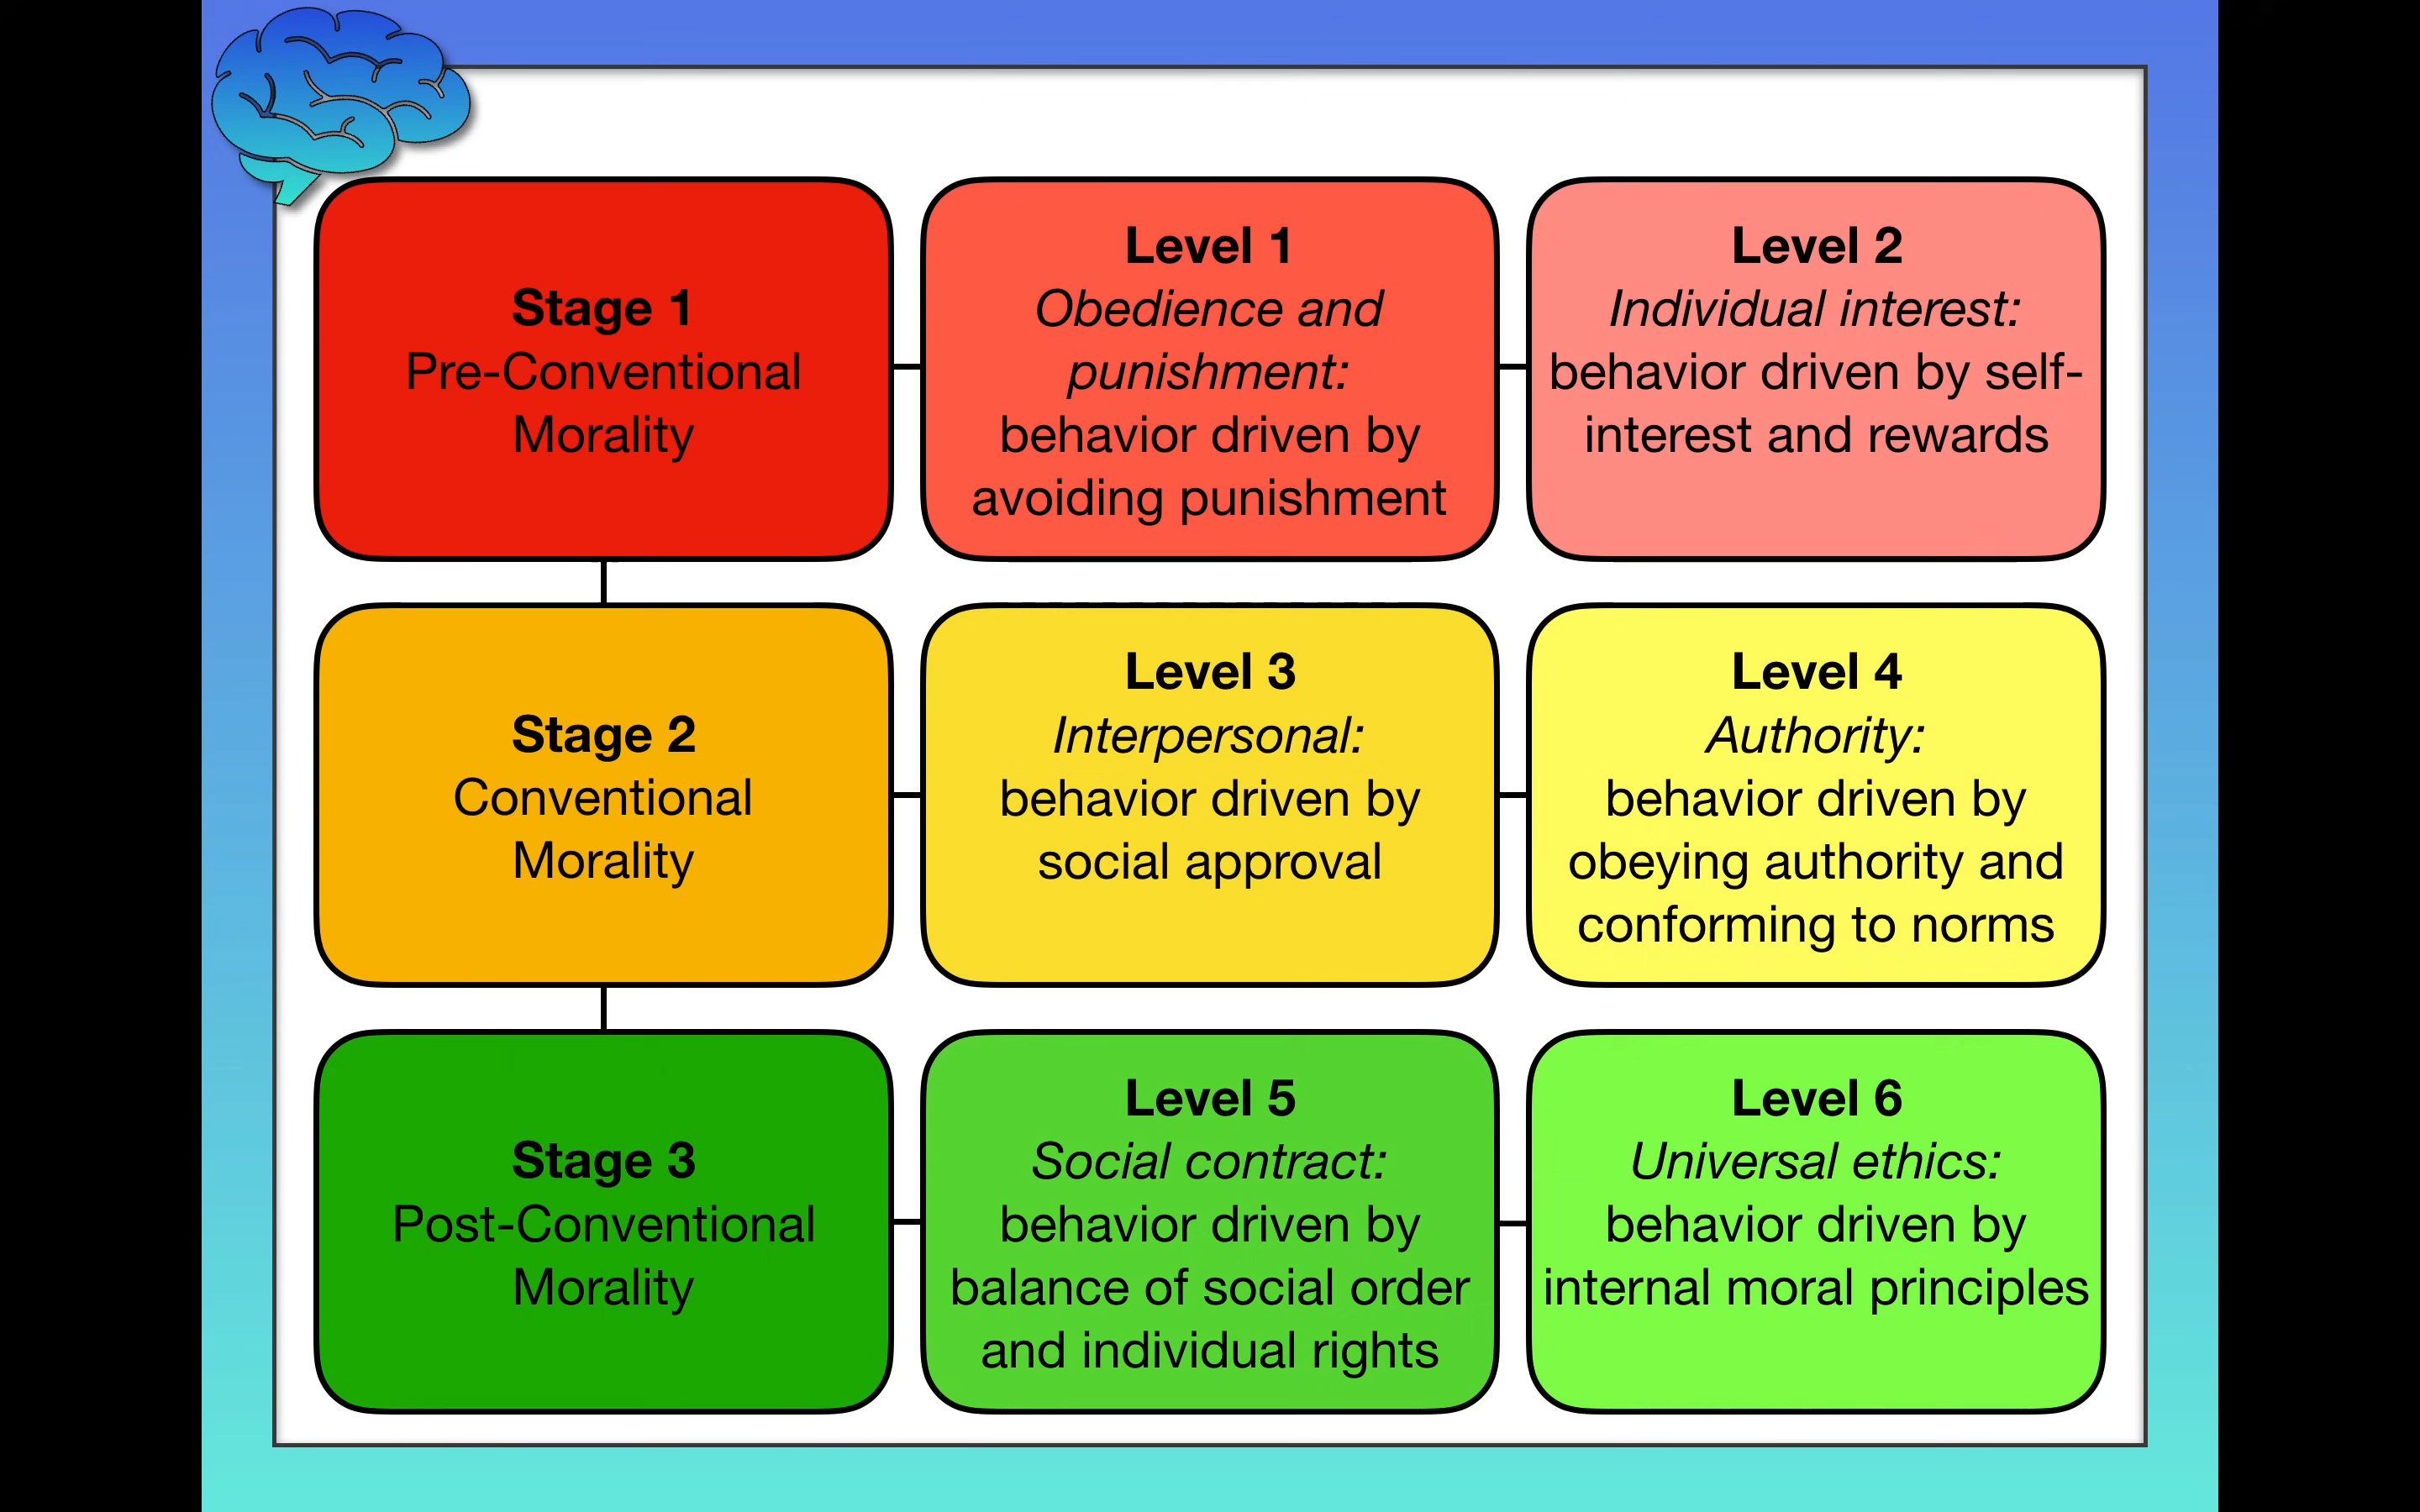 Stage 1
Pre-Conventional
Morality
Level 1
Obedience and
punishment:
behavior driven by
avoiding punishment
Level 2
Individual interest:
behavior driven by self-
interest and rewards
Stage 2
Conventional
Morality
Level 3
Interpersonal:
behavior driven by
social approval
Level 4
Authority:
behavior driven by
obeying authority and
conforming to norms
Stage 3
Post-Conventional
Morality
Level 5
Social contract:
behavior driven by
balance of social order
and individual rights
Level 6
Universal ethics:
behavior driven by
internal moral principles